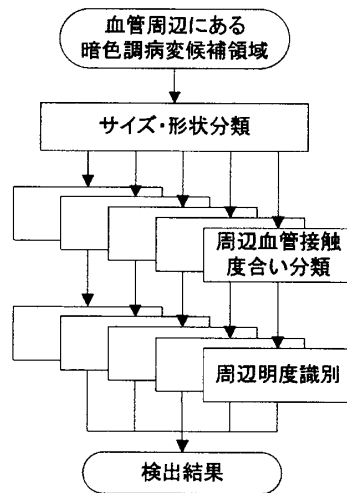 血管周辺にある
暗色調病変候補領域
サイズ・形状分類
周辺血管接触
度合い分類
周辺明度識別
検出結果